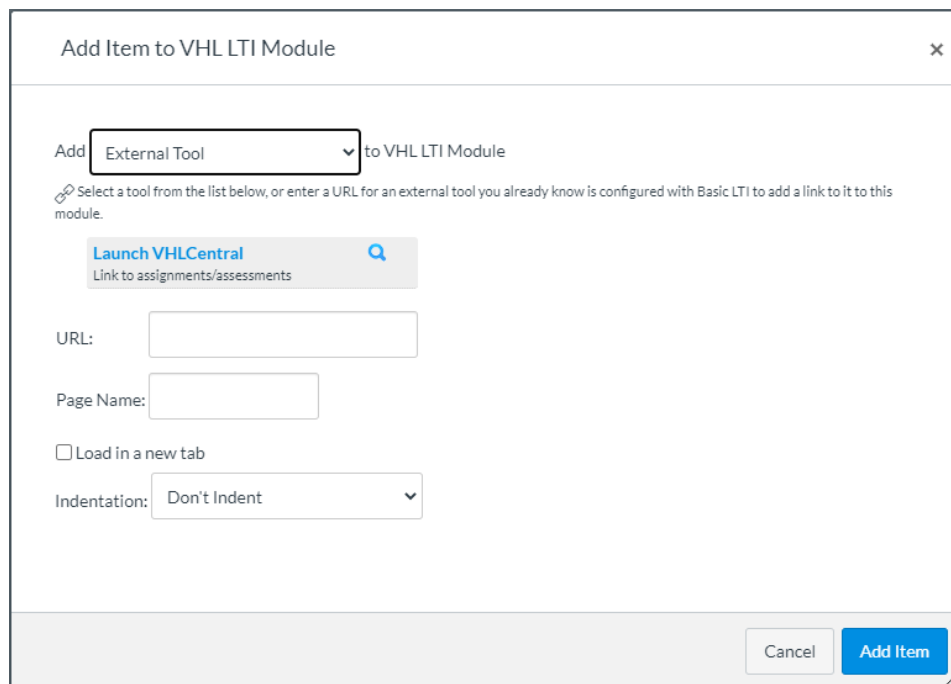 Add Item to VHL LTI Module ×
Add External Tool to VHL LTI Module
Select a tool from the list below, or enter a URL for an external tool you already know is configured with Basic LTI to add a link to it to this
module.
Launch VHLCentral
Link to assignments/assessments
URL:
Page Name:
Load in a new tab
Indentation: Don't Indent
Cancel Add Item